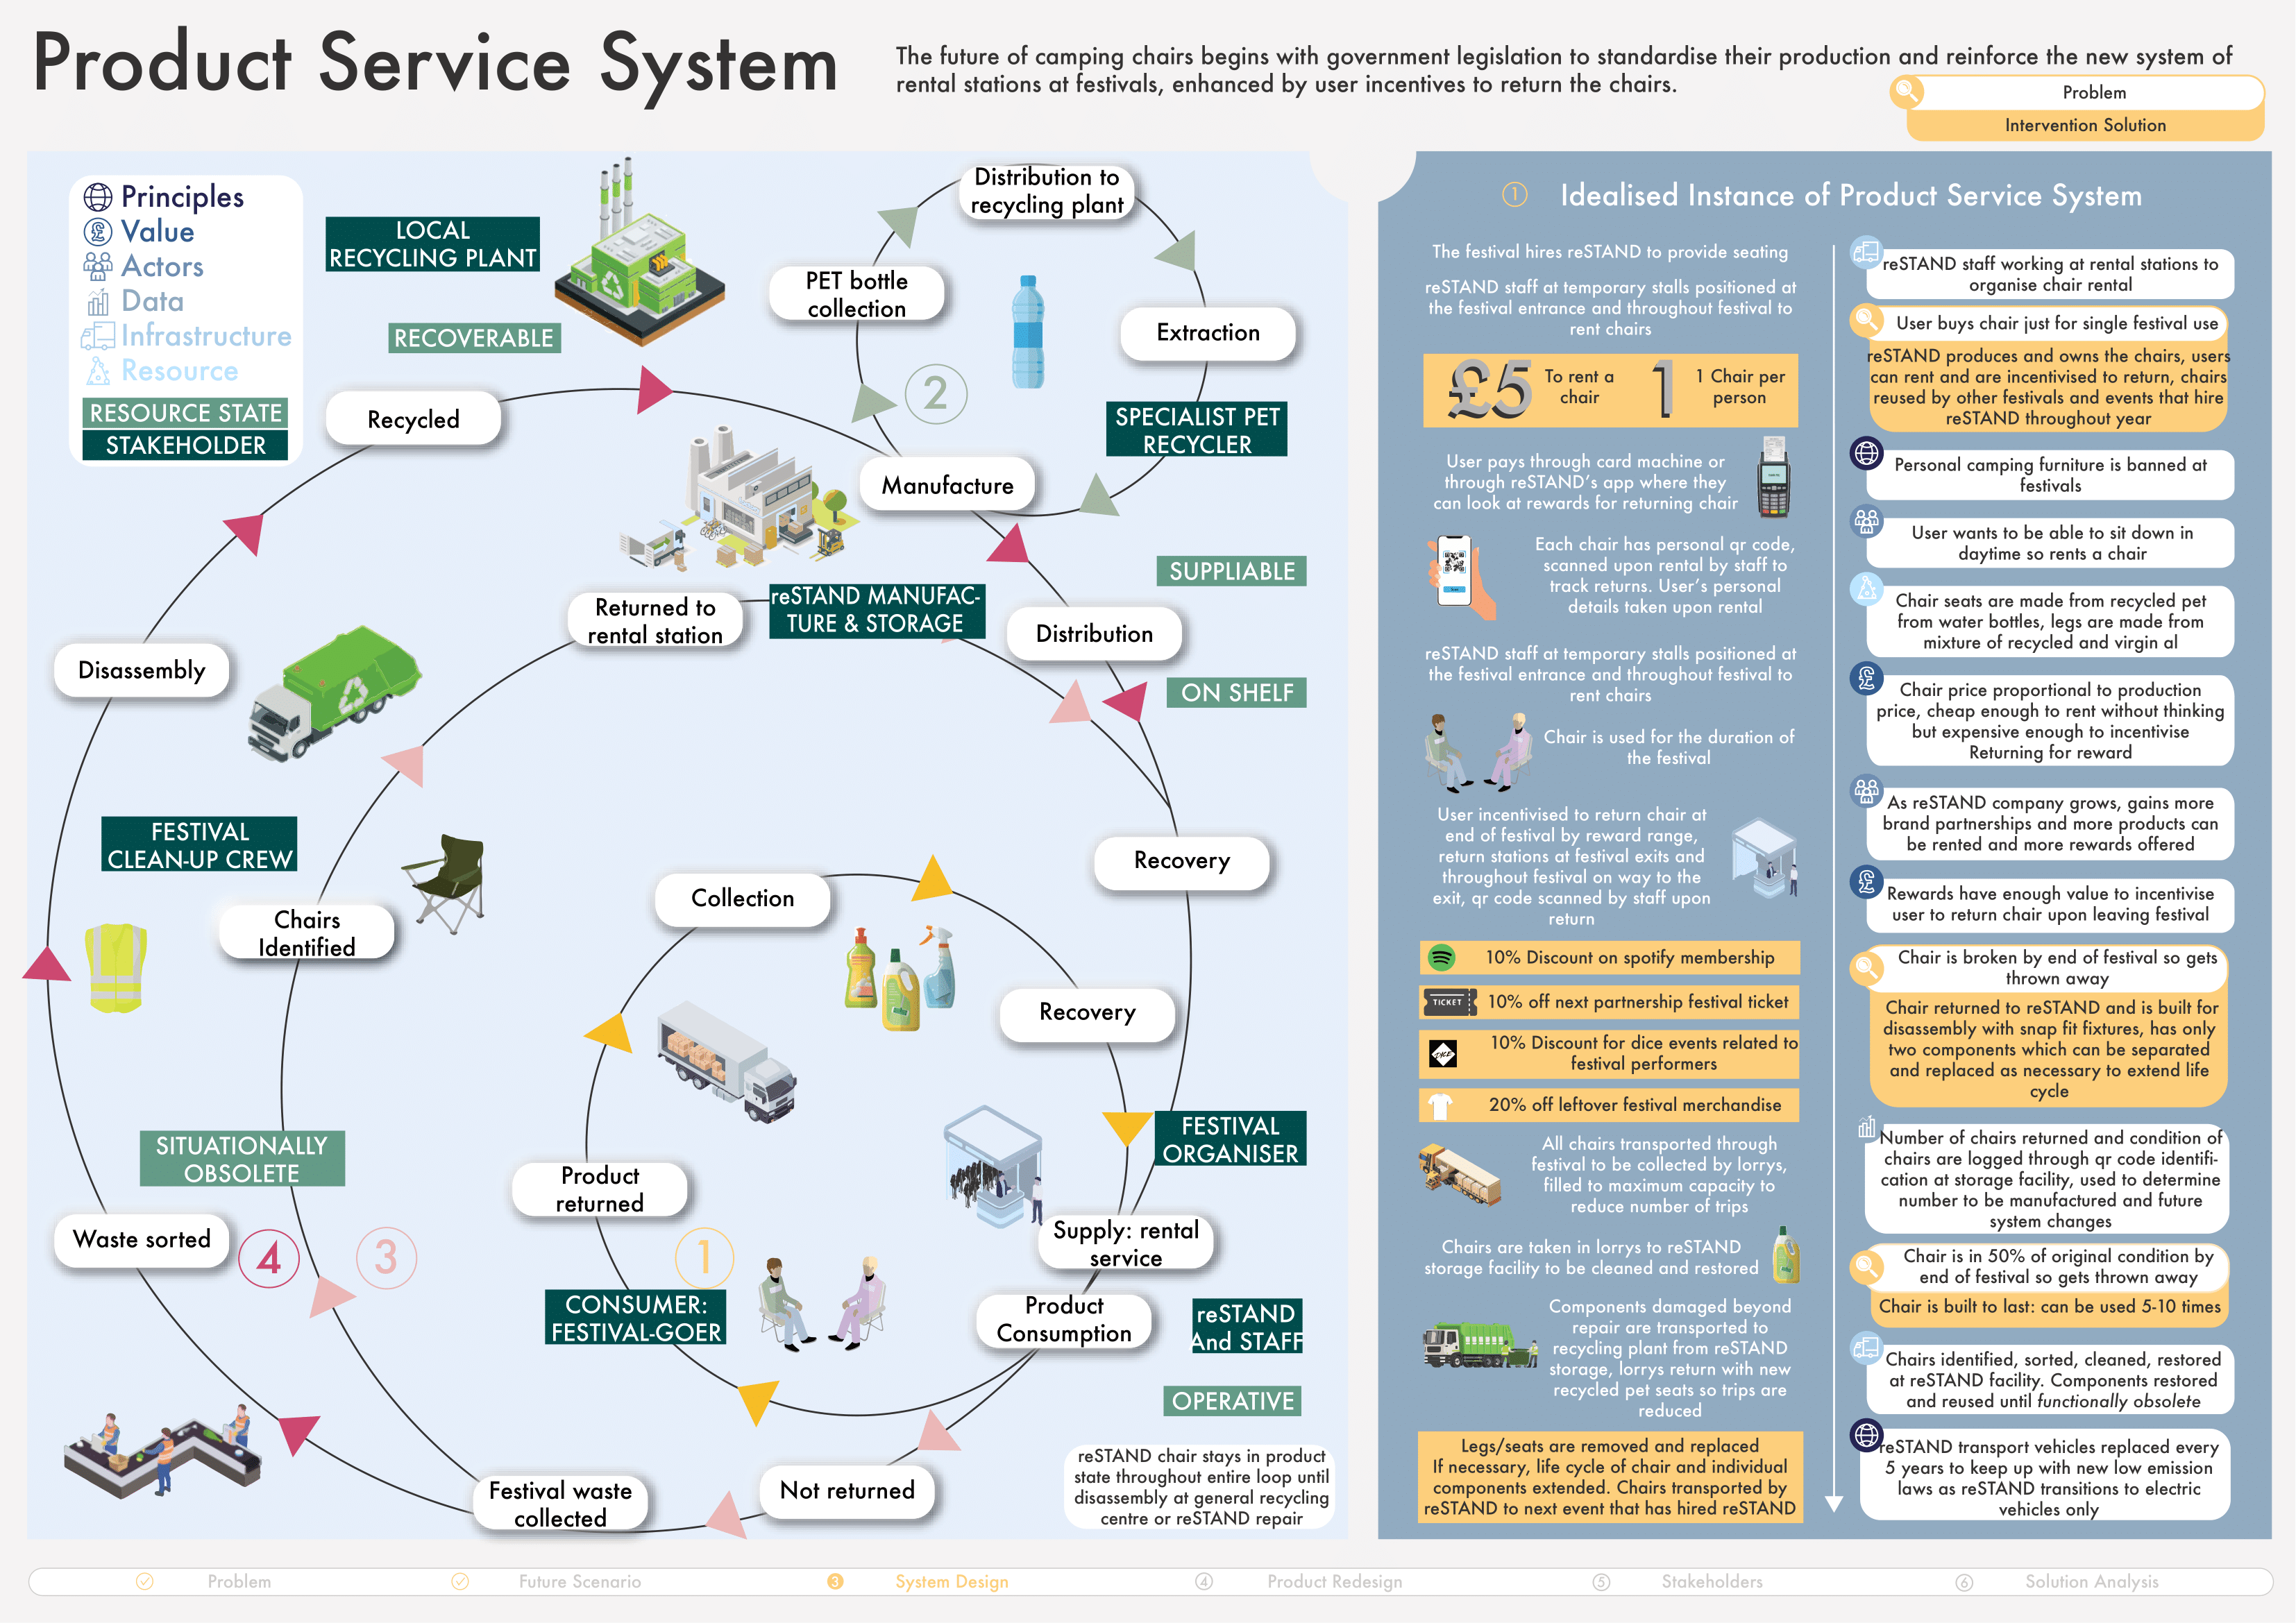 Product Service System
The future of camping chairs begins with government legislation to standardise their production and reinforce the new system of
rental stations at festivals, enhanced by user incentives to return the chairs.
Problem
Intervention Solution
Principles
Value
Actors
Data
Infrastructure
Resource
RESOURCE STATE
STAKEHOLDER
LOCAL
RECYCLING PLANT
RECOVERABLE
Distribution to
recycling plant
PET bottle
collection
Extraction
2
SPECIALIST PET
RECYCLER
Recycled
Manufacture
SUPPLIABLE
Returned to
rental station
reSTAND MANUFAC-
TURE & STORAGE
Distribution
Disassembly
ON SHELF
FESTIVAL
CLEAN-UP CREW
Recovery
Collection
Chairs
Identified
Recovery
FESTIVAL
ORGANISER
SITUATIONALLY
OBSOLETE
Product
returned
Waste sorted
4
3
1
Supply: rental
service
CONSUMER:
FESTIVAL-GOER
Product
Consumption
reSTAND
And STAFF
OPERATIVE
Festival waste
collected
Not returned
reSTAND chair stays in product
state throughout entire loop until
disassembly at general recycling
centre or reSTAND repair
1 Idealised Instance of Product Service System
The festival hires reSTAND to provide seating
reSTAND staff at temporary stalls positioned at
the festival entrance and throughout festival to
rent chairs
£5 To rent a
chair
1 1 Chair per
person
User pays through card machine or
through reSTAND's app where they
can look at rewards for returning chair
Each chair has personal qr code,
scanned upon rental by staff to
track returns. User's personal
details taken upon rental
reSTAND staff at temporary stalls positioned at
the festival entrance and throughout festival to
rent chairs
Chair is used for the duration of
the festival
User incentivised to return chair at
end of festival by reward range,
return stations at festival exits and
throughout festival on way to the
exit, qr code scanned by staff upon
return
10% Discount on spotify membership
TICKET
10% off next partnership festival ticket
DICE
10% Discount for dice events related to
festival performers
20% off leftover festival merchandise
All chairs transported through
festival to be collected by lorrys,
filled to maximum capacity to
reduce number of trips
Chairs are taken in lorrys to reSTAND
storage facility to be cleaned and restored
Components damaged beyond
repair are transported to
recycling plant from reSTAND
storage, lorrys return with new
recycled pet seats so trips are
reduced
Legs/seats are removed and replaced
If necessary, life cycle of chair and individual
components extended. Chairs transported by
reSTAND to next event that has hired reSTAND
reSTAND staff working at rental stations to
organise chair rental
User buys chair just for single festival use
reSTAND produces and owns the chairs, users
can rent and are incentivised to return, chairs
reused by other festivals and events that hire
reSTAND throughout year
Personal camping furniture is banned at
festivals
User wants to be able to sit down in
daytime so rents a chair
Chair seats are made from recycled pet
from water bottles, legs are made from
mixture of recycled and virgin al
Chair price proportional to production
price, cheap enough to rent without thinking
but expensive enough to incentivise
Returning for reward
As reSTAND company grows, gains more
brand partnerships and more products can
be rented and more rewards offered
Rewards have enough value to incentivise
user to return chair upon leaving festival
Chair is broken by end of festival so gets
thrown away
Chair returned to reSTAND and is built for
disassembly with snap fit fixtures, has only
two components which can be separated
and replaced as necessary to extend life
cycle
Number of chairs returned and condition of
chairs are logged through qr code identifi-
cation at storage facility, used to determine
number to be manufactured and future
system changes
Chair is in 50% of original condition by
end of festival so gets thrown away
Chair is built to last: can be used 5-10 times
Chairs identified, sorted, cleaned, restored
at reSTAND facility. Components restored
and reused until functionally obsolete
reSTAND transport vehicles replaced every
5 years to keep up with new low emission
laws as reSTAND transitions to electric
vehicles only
Problem
Future Scenario
3 System Design
4 Product Redesign
5 Stakeholders
6 Solution Analysis